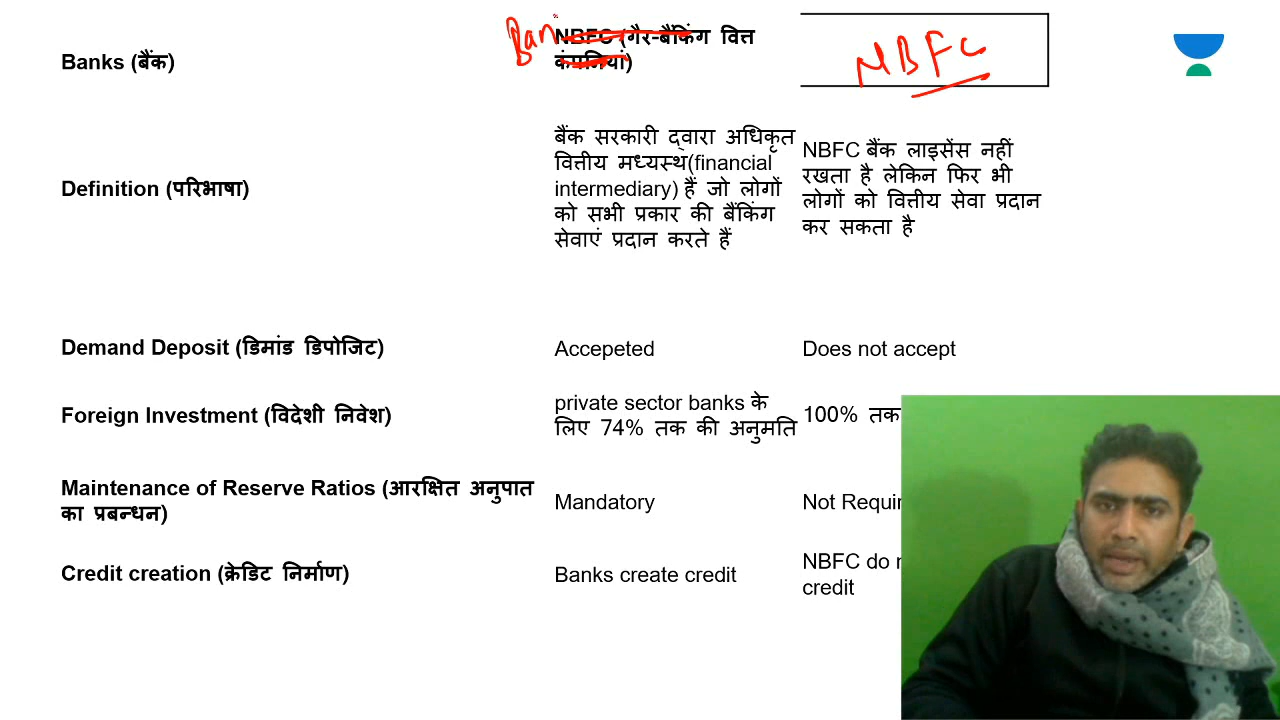 Banks (बैंक)
Ban NBFC (गैर-बैंकिंग वित्त
कंपनियां)
NBFC
Definition (परिभाषा)
बैंक सरकारी द्वारा अधिकृत
वित्तीय मध्यस्थ(financial
intermediary) हैं जो लोगों
को सभी प्रकार की बैंकिंग
सेवाएं प्रदान करते हैं
NBFC बैंक लाइसेंस नहीं
रखता है लेकिन फिर भी
लोगों को वित्तीय सेवा प्रदान
कर सकता है
Demand Deposit (डिमांड डिपोजिट)
Accepeted
Does not accept
Foreign Investment (विदेशी निवेश)
private sector banks के
लिए 74% तक की अनुमति
100% तक
Maintenance of Reserve Ratios (आरक्षित अनुपात
का प्रबन्धन)
Mandatory
Not
Credit creation (क्रेडिट निर्माण)
Banks create credit
NBFC do
credit